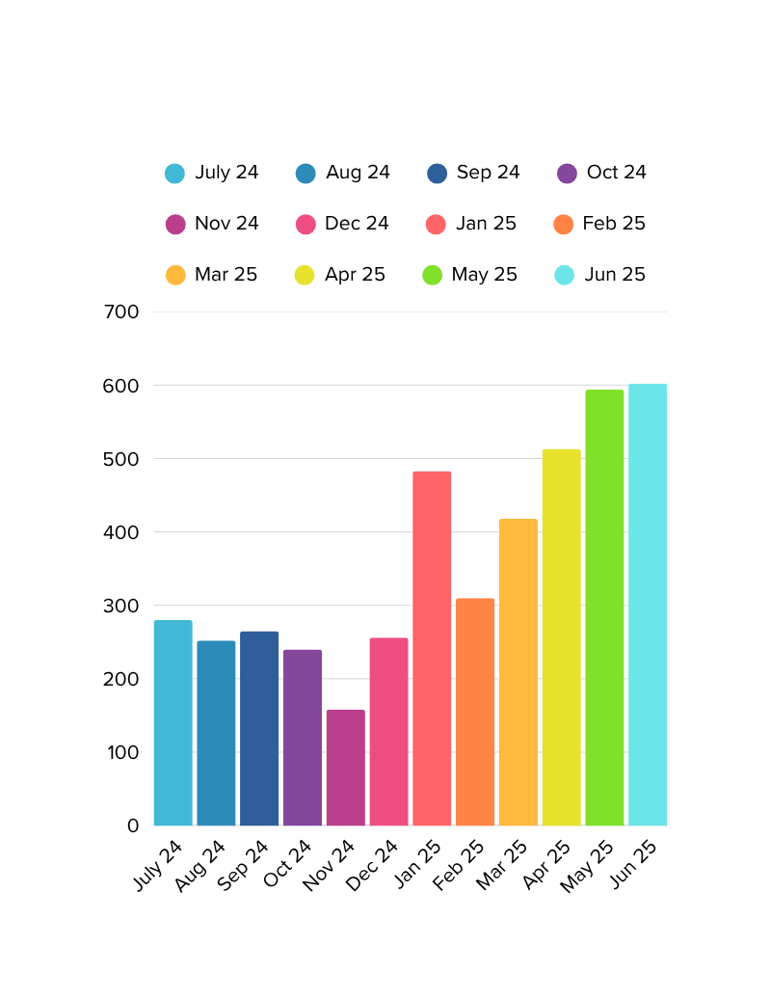 July 24 Aug 24 Sep 24 Oct 24
Nov 24 Dec 24 Jan 25 Feb 25
Mar 25 Apr 25 May 25 Jun 25
700
600
500
400
300
200
100
0
July 24 Aug 24 Sep 24 Oct 24 Nov 24 Dec 24 Jan 25 Feb 25 Mar 25 Apr 25 May 25 Jun 25